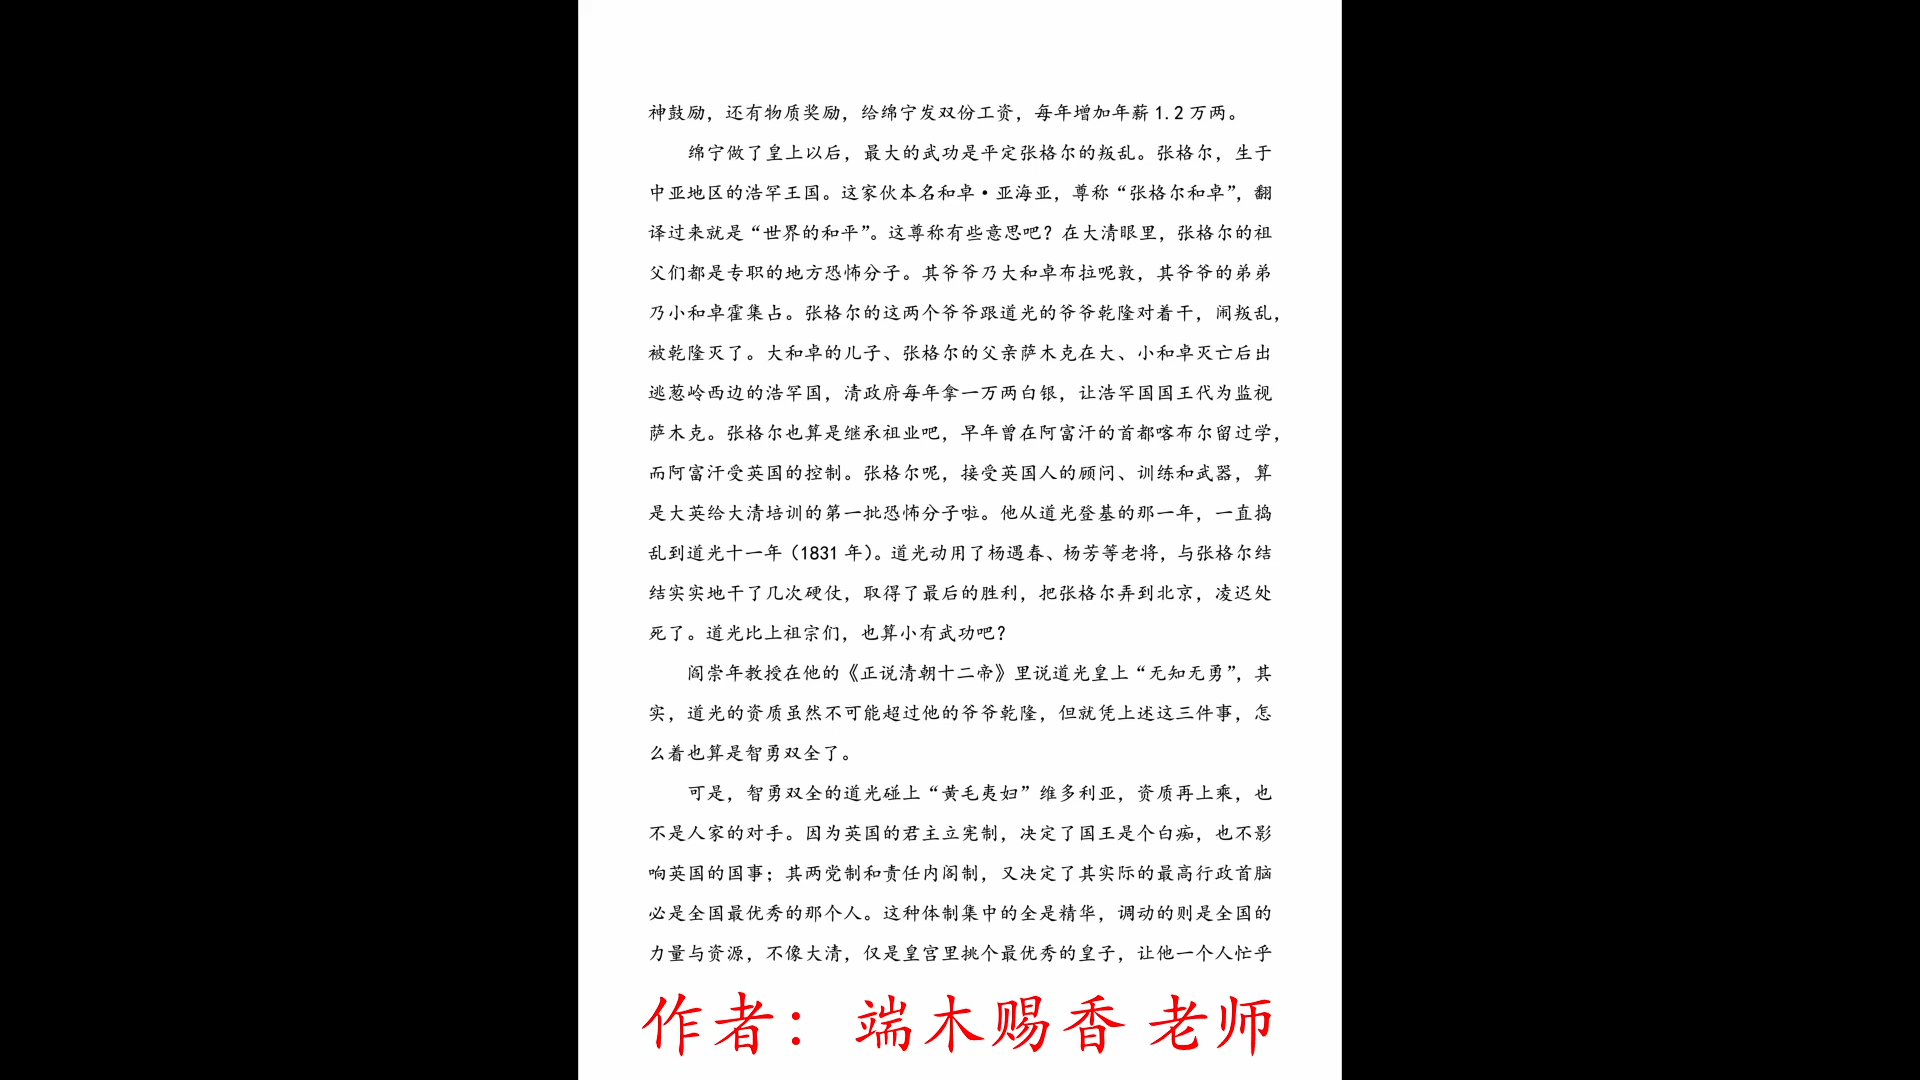 神鼓励，还有物质奖励，给绵宁发双份工资，每年增加年薪1.2万两。
绵宁做了皇上以后，最大的武功是平定张格尔的叛乱。张格尔，生于
中亚地区的浩罕王国。这家伙本名和卓·亚海亚，尊称“张格尔和卓”，翻
译过来就是“世界的和平”。这尊称有些意思吧？在大清眼里，张格尔的祖
父们都是专职的地方恐怖分子。其爷爷乃大和卓布拉呢敦，其爷爷的弟弟
乃小和卓霍集占。张格尔的这两个爷爷跟道光的爷爷乾隆对着干，闹叛乱，
被乾隆灭了。大和卓的儿子、张格尔的父亲萨木克在大、小和卓灭亡后出
逃葱岭西边的浩罕国，清政府每年拿一万两白银，让浩罕国国王代为监视
萨木克。张格尔也算是继承祖业吧，早年曾在阿富汗的首都喀布尔留过学，
而阿富汗受英国的控制。张格尔呢，接受英国人的顾问、训练和武器，算
是大英给大清培训的第一批恐怖分子啦。他从道光登基的那一年，一直捣
乱到道光十一年（1831年）。道光动用了杨遇春、杨芳等老将，与张格尔结
结实实地干了几次硬仗，取得了最后的胜利，把张格尔弄到北京，凌迟处
死了。道光比上祖宗们，也算小有武功吧？
阎崇年教授在他的《正说清朝十二帝》里说道光皇上“无知无勇”，其
实，道光的资质虽然不可能超过他的爷爷乾隆，但就凭上述这三件事，怎
么着也算是智勇双全了。
可是，智勇双全的道光碰上“黄毛夷妇”维多利亚，资质再上乘，也
不是人家的对手。因为英国的君主立宪制，决定了国王是个白痴，也不影
响英国的国事；其两党制和责任内阁制，又决定了其实际的最高行政首脑
必是全国最优秀的那个人。这种体制集中的全是精华，调动的则是全国的
力量与资源，不像大清，仅是皇宫里挑个最优秀的皇子，让他一个人忙乎
作者：端木赐香 老师